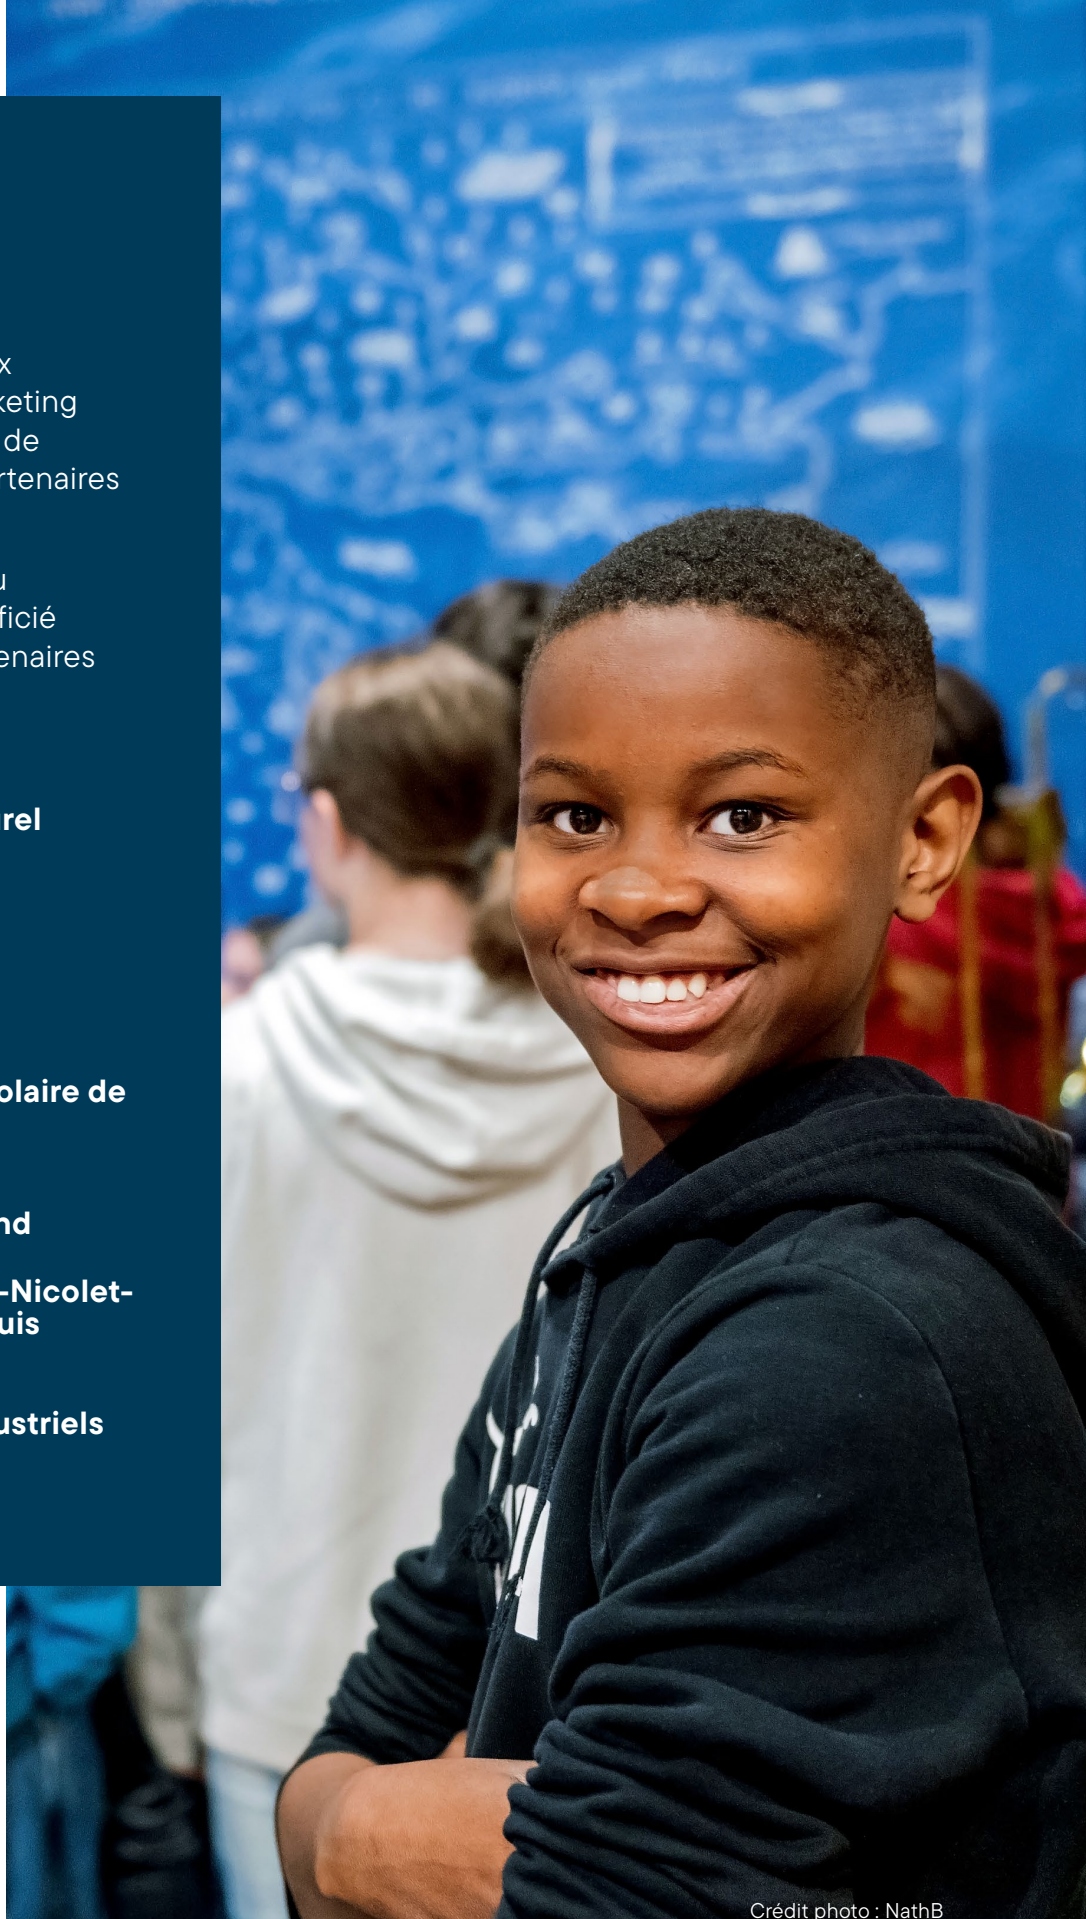 x
keting
de
rtenaires
u
ficié
enaires
rel
olaire de
nd
-Nicolet-
uis
ustriels
Crédit photo : NathB